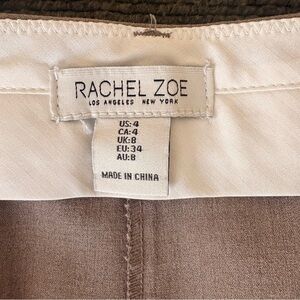 RACHEL ZOE
LOS ANGELES NEW YORK
US:4
CA:4
UK:8
EU:34
AU:8
MADE IN CHINA